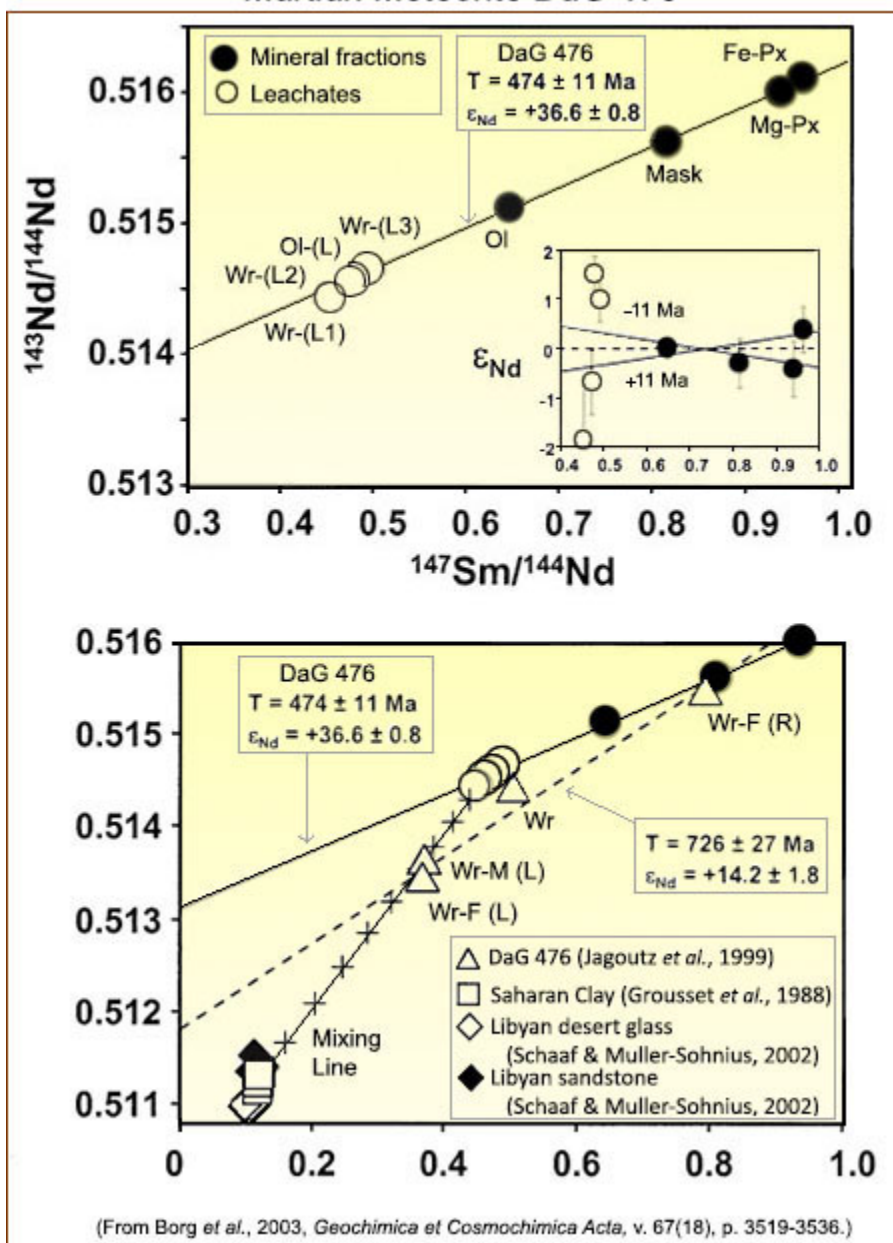 Martian Meteorite DaG 476
Mineral fractions
Leachates
DaG 476
T = 474 ± 11 Ma
εNd = +36.6 ± 0.8
Fe-Px
Mg-Px
Mask
Ol
Wr-(L3)
Ol-(L)
Wr-(L2)
Wr-(L1)
0.516
0.515
0.514
0.513
¹⁴³Nd/¹⁴⁴Nd
0.3 0.4 0.5 0.6 0.7 0.8 0.9 1.0
¹⁴⁷Sm/¹⁴⁴Nd
2
1
0
-1
-2
εNd
–11 Ma
+11 Ma
0.4 0.5 0.6 0.7 0.8 0.9 1.0
0.516
0.515
0.514
0.513
0.512
0.511
DaG 476
T = 474 ± 11 Ma
εNd = +36.6 ± 0.8
Wr-F (R)
Wr
T = 726 ± 27 Ma
εNd = +14.2 ± 1.8
Wr-M (L)
Wr-F (L)
Mixing
Line
DaG 476 (Jagoutz et al., 1999)
Saharan Clay (Grousset et al., 1988)
Libyan desert glass
(Schaaf & Muller-Sohnius, 2002)
Libyan sandstone
(Schaaf & Muller-Sohnius, 2002)
0 0.2 0.4 0.6 0.8 1.0
(From Borg et al., 2003, Geochimica et Cosmochimica Acta, v. 67(18), p. 3519-3536.)